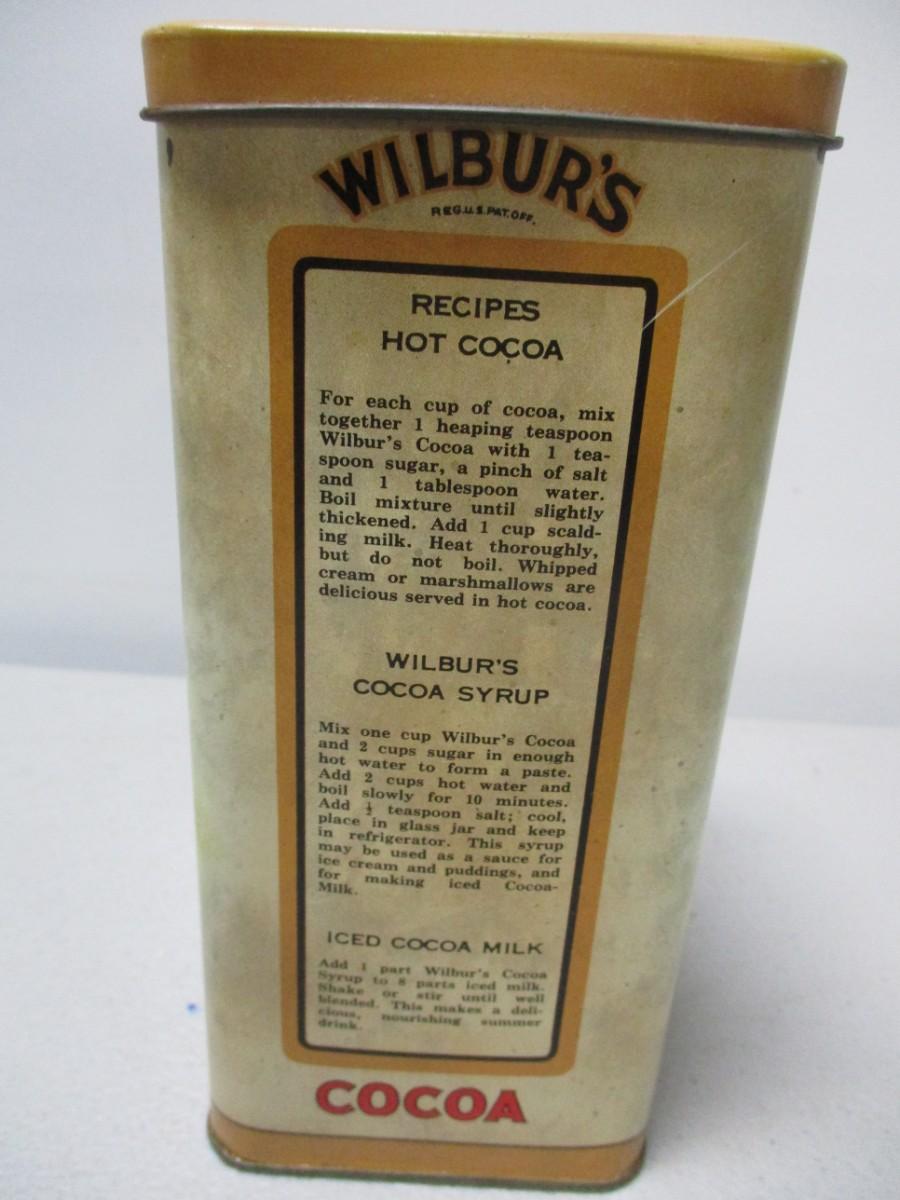 WILBUR'S
REG.U.S.PAT.OFF.
RECIPES
HOT COCOA
For each cup of cocoa, mix
together 1 heaping teaspoon
Wilbur's Cocoa with 1 tea-
spoon sugar, a pinch of salt
and 1 tablespoon water.
Boil mixture until slightly
thickened. Add 1 cup scald-
ing milk. Heat thoroughly,
but do not boil. Whipped
cream or marshmallows are
delicious served in hot cocoa.
WILBUR'S
COCOA SYRUP
Mix one cup Wilbur's Cocoa
and 2 cups sugar in enough
hot water to form a paste.
Add 2 cups hot water and
boil slowly for 10 minutes.
Add ½ teaspoon salt; cool,
place in glass jar and keep
in refrigerator. This syrup
may be used as a sauce for
ice cream and puddings, and
for making iced Cocoa-
Milk.
ICED COCOA MILK
Add 1 part Wilbur's Cocoa
Syrup to 8 parts iced milk.
Shake or stir until well
blended. This makes a deli-
cious, nourishing summer
drink.
COCOA